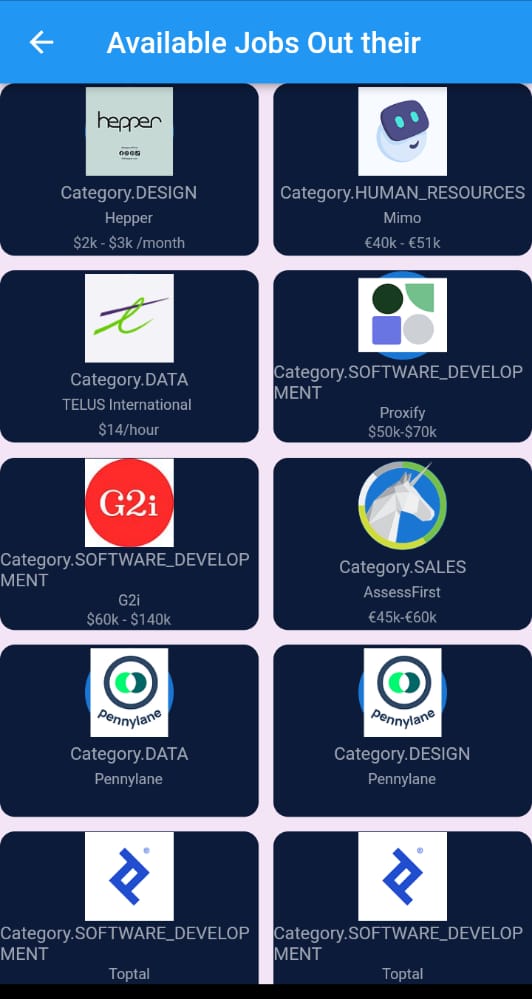 Available Jobs Out their
hepper
Category.DESIGN
Hepper
$2k - $3k /month
Category.HUMAN_RESOURCES
Mimo
€40k - €51k
Category.DATA
TELUS International
$14/hour
Category.SOFTWARE_DEVELOP
MENT
Proxify
$50k-$70k
G2i
Category.SOFTWARE_DEVELOP
MENT
G2i
$60k - $140k
Category.SALES
AssessFirst
€45k-€60k
pennylane
Category.DATA
Pennylane
pennylane
Category.DESIGN
Pennylane
®
Category.SOFTWARE_DEVELOP
MENT
Toptal
®
Category.SOFTWARE_DEVELOP
MENT
Toptal